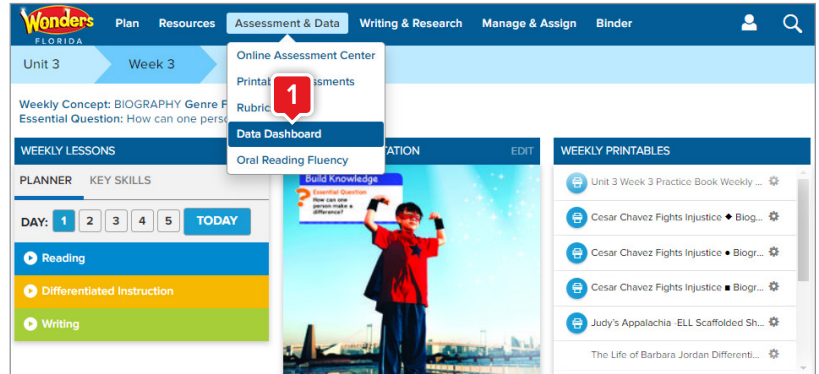 Wonders
FLORIDA
Plan Resources Assessment & Data Writing & Research Manage & Assign Binder
Unit 3 Week 3
Online Assessment Center
1
Rubric
Data Dashboard
Oral Reading Fluency
Weekly Concept: BIOGRAPHY Genre
Essential Question: How can one
WEEKLY LESSONS
PLANNER KEY SKILLS
DAY: 1 2 3 4 5 TODAY
Reading
Differentiated Instruction
Writing
EDIT
Build Knowledge
Essential Question
How can one
person make a
difference?
WEEKLY PRINTABLES
Unit 3 Week 3 Practice Book Weekly ...
Cesar Chavez Fights Injustice ◆ Biog...
Cesar Chavez Fights Injustice ● Biogr...
Cesar Chavez Fights Injustice ■ Biogr...
Judy's Appalachia -ELL Scaffolded Sh...
The Life of Barbara Jordan Differenti...